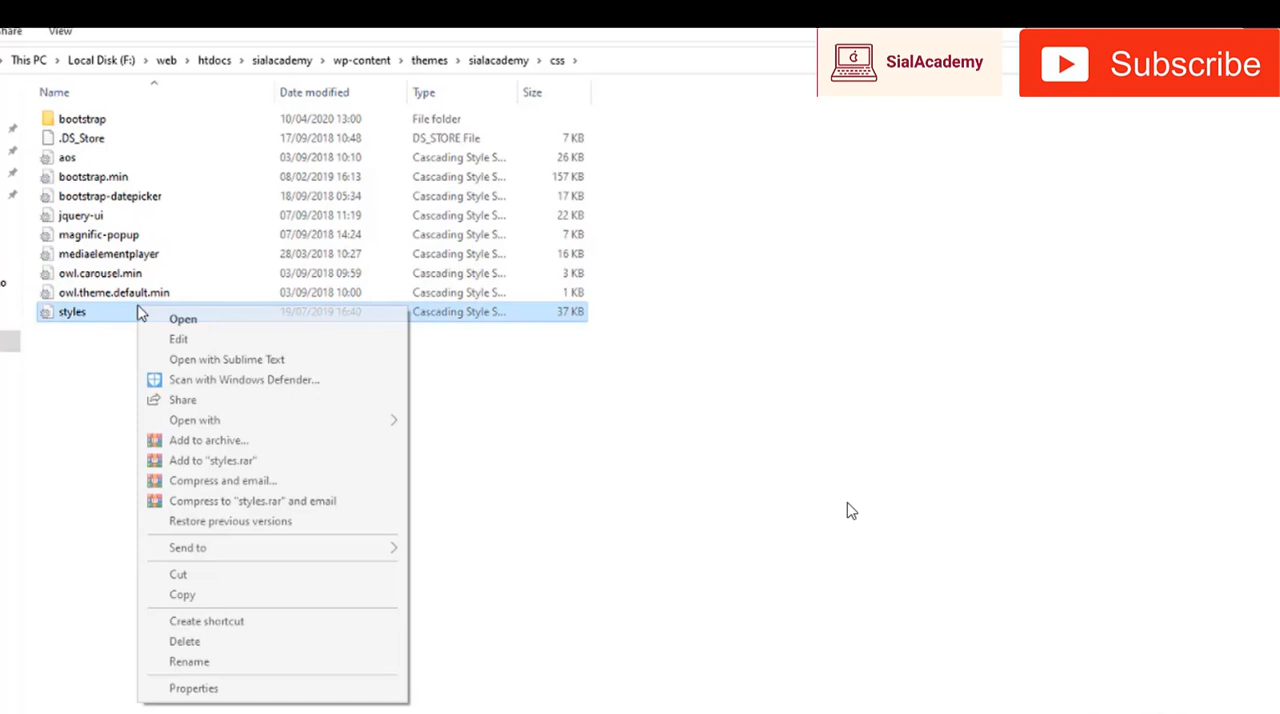 Share View
This PC > Local Disk (F:) > web > htdocs > sialacademy > wp-content > themes > sialacademy > css >
SialAcademy
Subscribe
Name Date modified Type Size
bootstrap 10/04/2020 13:00 File folder
.DS_Store 17/09/2018 10:48 DS_STORE File 7 KB
aos 03/09/2018 10:10 Cascading Style S... 26 KB
bootstrap.min 08/02/2019 16:13 Cascading Style S... 157 KB
bootstrap-datepicker 18/09/2018 05:34 Cascading Style S... 17 KB
jquery-ui 07/09/2018 11:19 Cascading Style S... 22 KB
magnific-popup 07/09/2018 14:24 Cascading Style S... 7 KB
mediaelementplayer 28/03/2018 10:27 Cascading Style S... 16 KB
owl.carousel.min 03/09/2018 09:59 Cascading Style S... 3 KB
owl.theme.default.min 03/09/2018 10:00 Cascading Style S... 1 KB
styles 19/07/2019 16:40 Cascading Style S... 37 KB
Open
Edit
Open with Sublime Text
Scan with Windows Defender...
Share
Open with
Add to archive...
Add to "styles.rar"
Compress and email...
Compress to "styles.rar" and email
Restore previous versions
Send to
Cut
Copy
Create shortcut
Delete
Rename
Properties